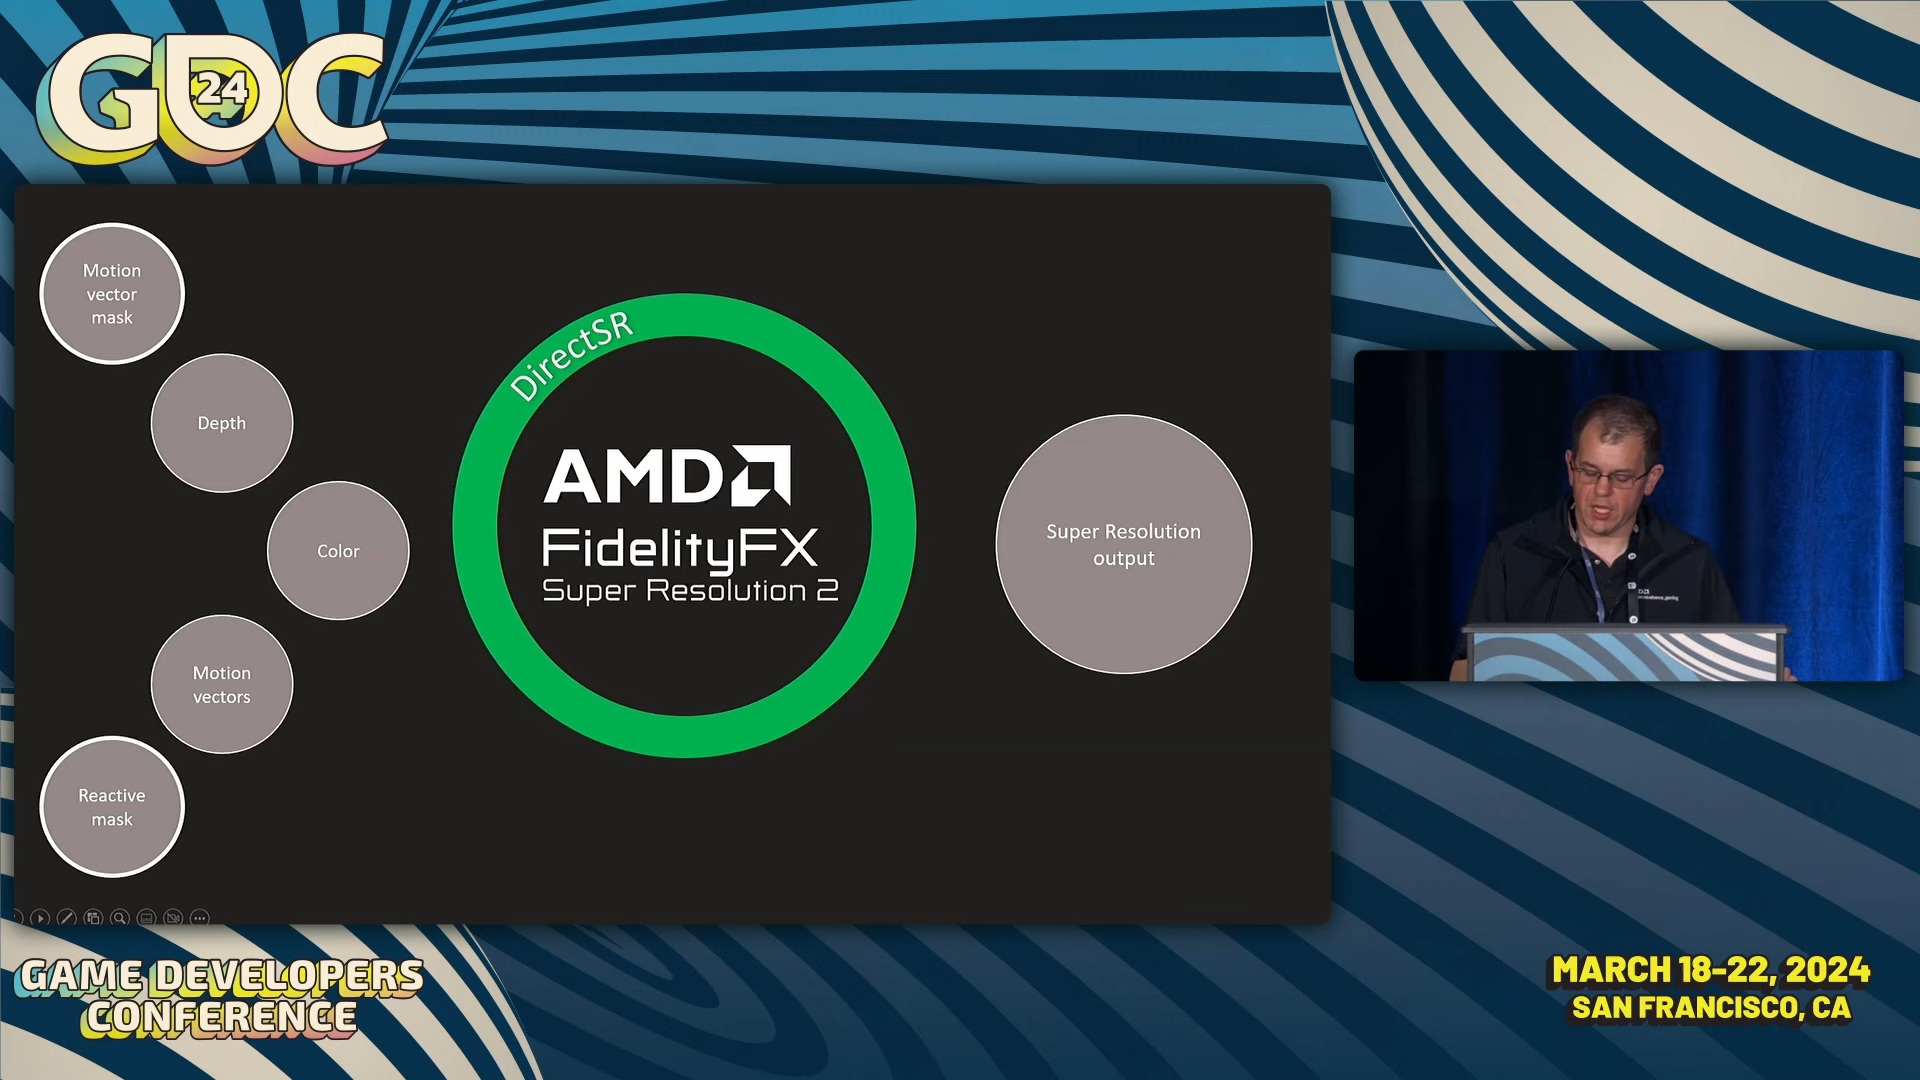 GDC
24
Motion
vector
mask
Depth
Color
Motion
vectors
Reactive
mask
DirectSR
AMD
FidelityFX
Super Resolution 2
Super Resolution
output
GAME DEVELOPERS
CONFERENCE
MARCH 18-22, 2024
SAN FRANCISCO, CA